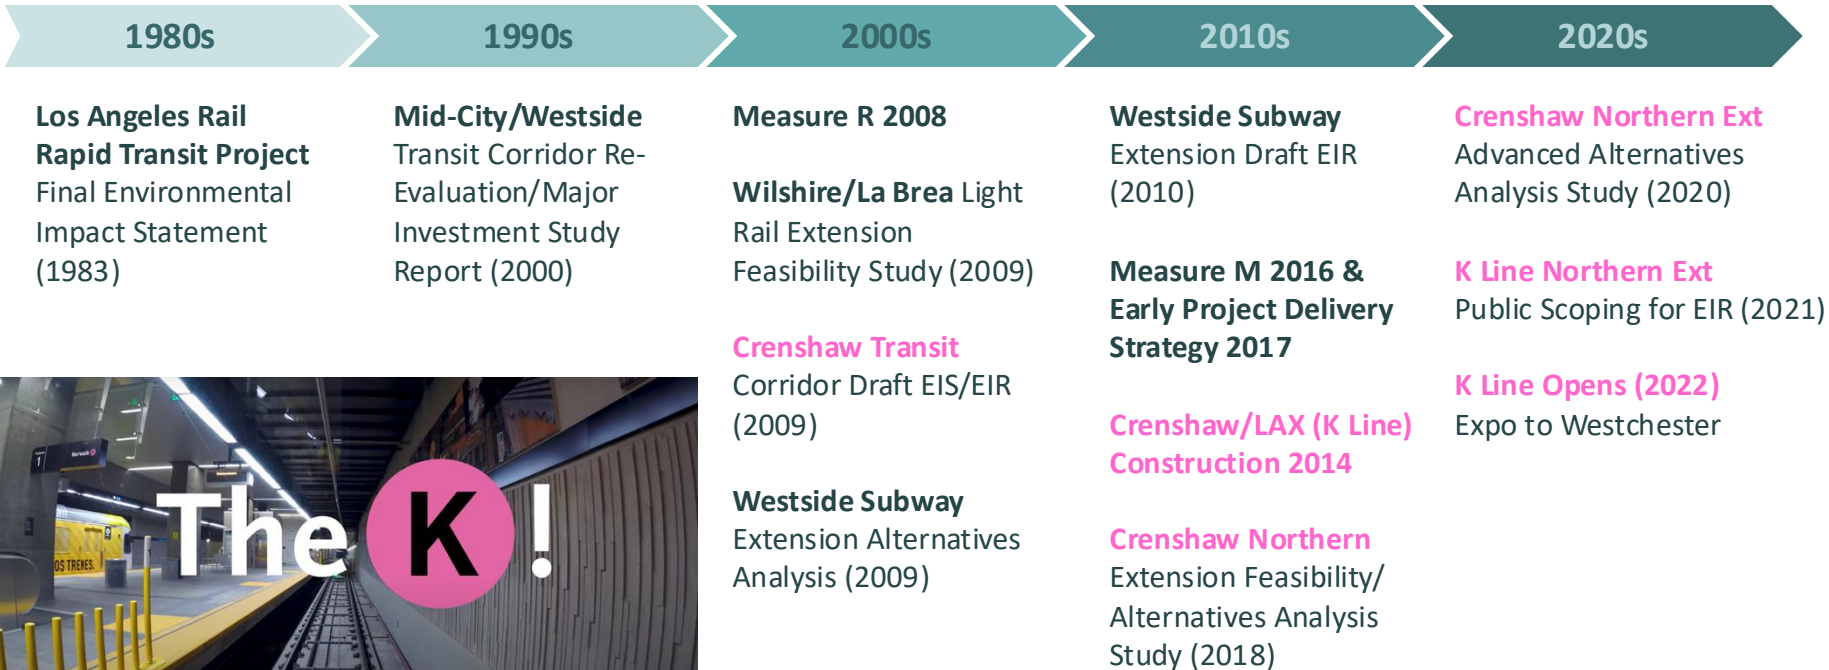 1980s
1990s
2000s
2010s
2020s
Los Angeles Rail
Rapid Transit Project
Final Environmental
Impact Statement
(1983)
Mid-City/Westside
Transit Corridor Re-
Evaluation/Major
Investment Study
Report (2000)
Measure R 2008
Wilshire/La Brea Light
Rail Extension
Feasibility Study (2009)
Crenshaw Transit
Corridor Draft EIS/EIR
(2009)
Westside Subway
Extension Alternatives
Analysis (2009)
Westside Subway
Extension Draft EIR
(2010)
Measure M 2016 &
Early Project Delivery
Strategy 2017
Crenshaw/LAX (K Line)
Construction 2014
Crenshaw Northern
Extension Feasibility/
Alternatives Analysis
Study (2018)
Crenshaw Northern Ext
Advanced Alternatives
Analysis Study (2020)
K Line Northern Ext
Public Scoping for EIR (2021)
K Line Opens (2022)
Expo to Westchester
1 Norwalk
The K!
OS TRENES.